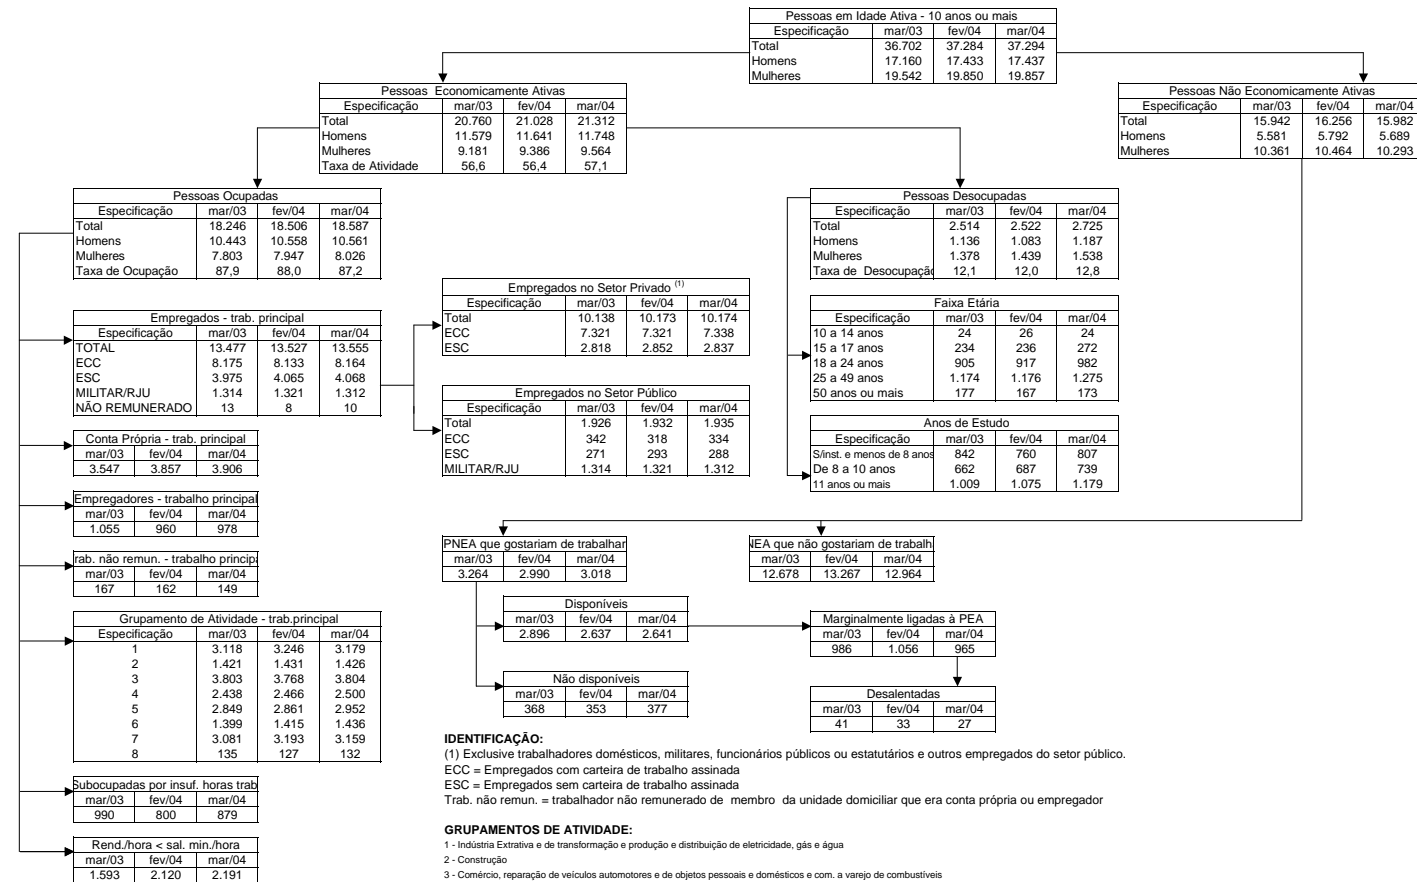 Pessoas em Idade Ativa - 10 anos ou mais
Especificação mar/03 fev/04 mar/04
Total 36.702 37.284 37.294
Homens 17.160 17.433 17.437
Mulheres 19.542 19.850 19.857
Pessoas Economicamente Ativas
Especificação mar/03 fev/04 mar/04
Total 20.760 21.028 21.312
Homens 11.579 11.641 11.748
Mulheres 9.181 9.386 9.564
Taxa de Atividade 56,6 56,4 57,1
Pessoas Não Economicamente Ativas
Especificação mar/03 fev/04 mar/04
Total 15.942 16.256 15.982
Homens 5.581 5.792 5.689
Mulheres 10.361 10.464 10.293
Pessoas Ocupadas
Especificação mar/03 fev/04 mar/04
Total 18.246 18.506 18.587
Homens 10.443 10.558 10.561
Mulheres 7.803 7.947 8.026
Taxa de Ocupação 87,9 88,0 87,2
Pessoas Desocupadas
Especificação mar/03 fev/04 mar/04
Total 2.514 2.522 2.725
Homens 1.136 1.083 1.187
Mulheres 1.378 1.439 1.538
Taxa de Desocupaçã 12,1 12,0 12,8
Empregados - trab. principal
Especificação mar/03 fev/04 mar/04
TOTAL 13.477 13.527 13.555
ECC 8.175 8.133 8.164
ESC 3.975 4.065 4.068
MILITAR/RJU 1.314 1.321 1.312
NÃO REMUNERADO 13 8 10
Empregados no Setor Privado (1)
Especificação mar/03 fev/04 mar/04
Total 10.138 10.173 10.174
ECC 7.321 7.321 7.338
ESC 2.818 2.852 2.837
Faixa Etária
Especificação mar/03 fev/04 mar/04
10 a 14 anos 24 26 24
15 a 17 anos 234 236 272
18 a 24 anos 905 917 982
25 a 49 anos 1.174 1.176 1.275
50 anos ou mais 177 167 173
Empregados no Setor Público
Especificação mar/03 fev/04 mar/04
Total 1.926 1.932 1.935
ECC 342 318 334
ESC 271 293 288
MILITAR/RJU 1.314 1.321 1.312
Anos de Estudo
Especificação mar/03 fev/04 mar/04
S/inst. e menos de 8 anos 842 760 807
De 8 a 10 anos 662 687 739
11 anos ou mais 1.009 1.075 1.179
Conta Própria - trab. principal
mar/03 fev/04 mar/04
3.547 3.857 3.906
Empregadores - trabalho principal
mar/03 fev/04 mar/04
1.055 960 978
rab. não remun. - trabalho princip
mar/03 fev/04 mar/04
167 162 149
PNEA que gostariam de trabalhar
mar/03 fev/04 mar/04
3.264 2.990 3.018
NEA que não gostariam de trabalh
mar/03 fev/04 mar/04
12.678 13.267 12.964
Grupamento de Atividade - trab.principal
Especificação mar/03 fev/04 mar/04
1 3.118 3.246 3.179
2 1.421 1.431 1.426
3 3.803 3.768 3.804
4 2.438 2.466 2.500
5 2.849 2.861 2.952
6 1.399 1.415 1.436
7 3.081 3.193 3.159
8 135 127 132
Disponíveis
mar/03 fev/04 mar/04
2.896 2.637 2.641
Marginalmente ligadas à PEA
mar/03 fev/04 mar/04
986 1.056 965
Não disponíveis
mar/03 fev/04 mar/04
368 353 377
Desalentadas
mar/03 fev/04 mar/04
41 33 27
Subocupadas por insuf. horas trab
mar/03 fev/04 mar/04
990 800 879
Rend./hora < sal. min./hora
mar/03 fev/04 mar/04
1.593 2.120 2.191
IDENTIFICAÇÃO:
(1) Exclusive trabalhadores domésticos, militares, funcionários públicos ou estatutários e outros empregados do setor público.
ECC = Empregados com carteira de trabalho assinada
ESC = Empregados sem carteira de trabalho assinada
Trab. não remun. = trabalhador não remunerado de membro da unidade domiciliar que era conta própria ou empregador
GRUPAMENTOS DE ATIVIDADE:
1 - Indústria Extrativa e de transformação e produção e distribuição de eletricidade, gás e água
2 - Construção
3 - Comércio, reparação de veículos automotores e de objetos pessoais e domésticos e com. a varejo de combustíveis